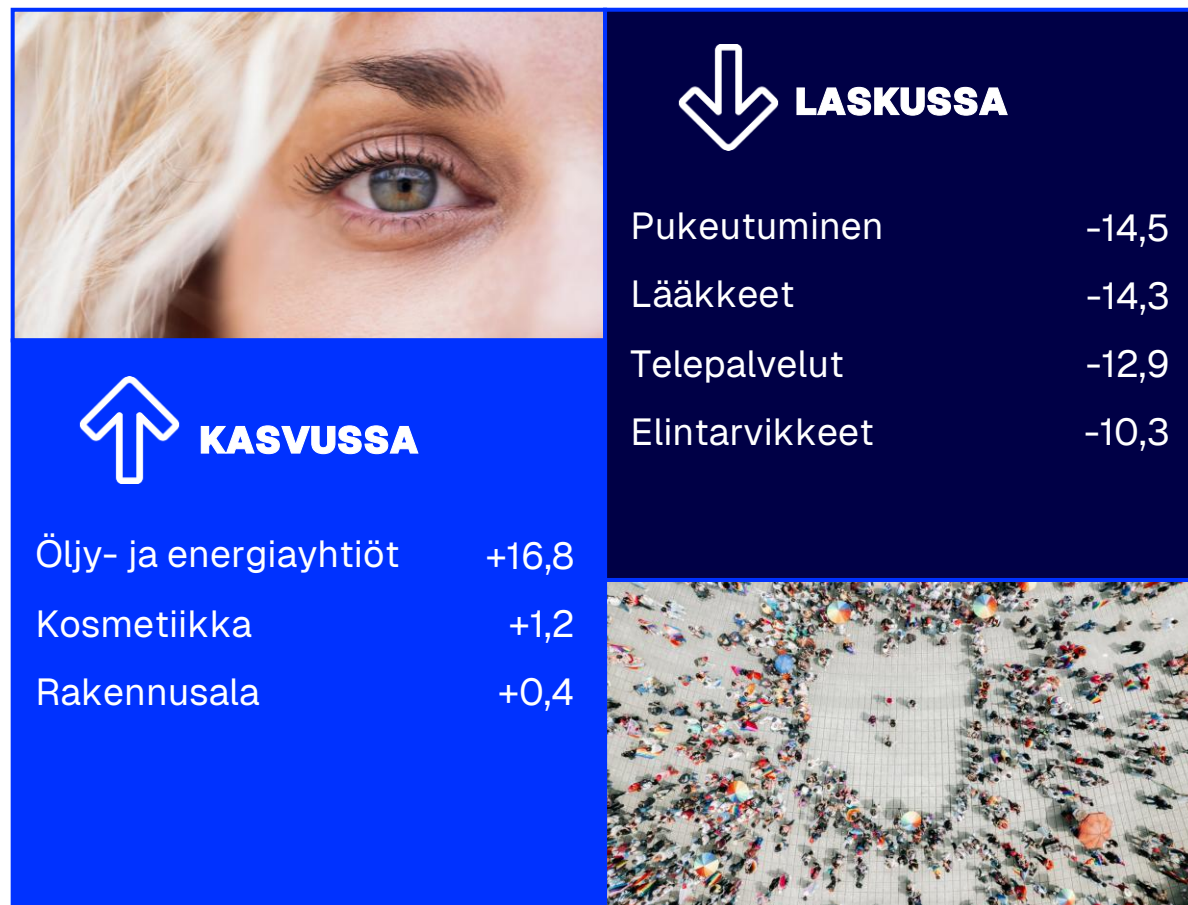 LASKUSSA
Pukeutuminen -14,5
Lääkkeet -14,3
Telepalvelut -12,9
Elintarvikkeet -10,3
KASVUSSA
Öljy- ja energiayhtiöt +16,8
Kosmetiikka +1,2
Rakennusala +0,4